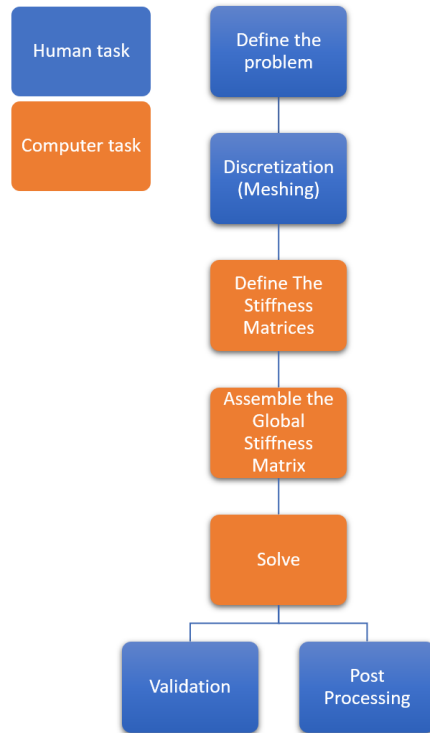 Human task
Computer task
Define the
problem
Discretization
(Meshing)
Define The
Stiffness
Matrices
Assemble the
Global
Stiffness
Matrix
Solve
Validation
Post
Processing